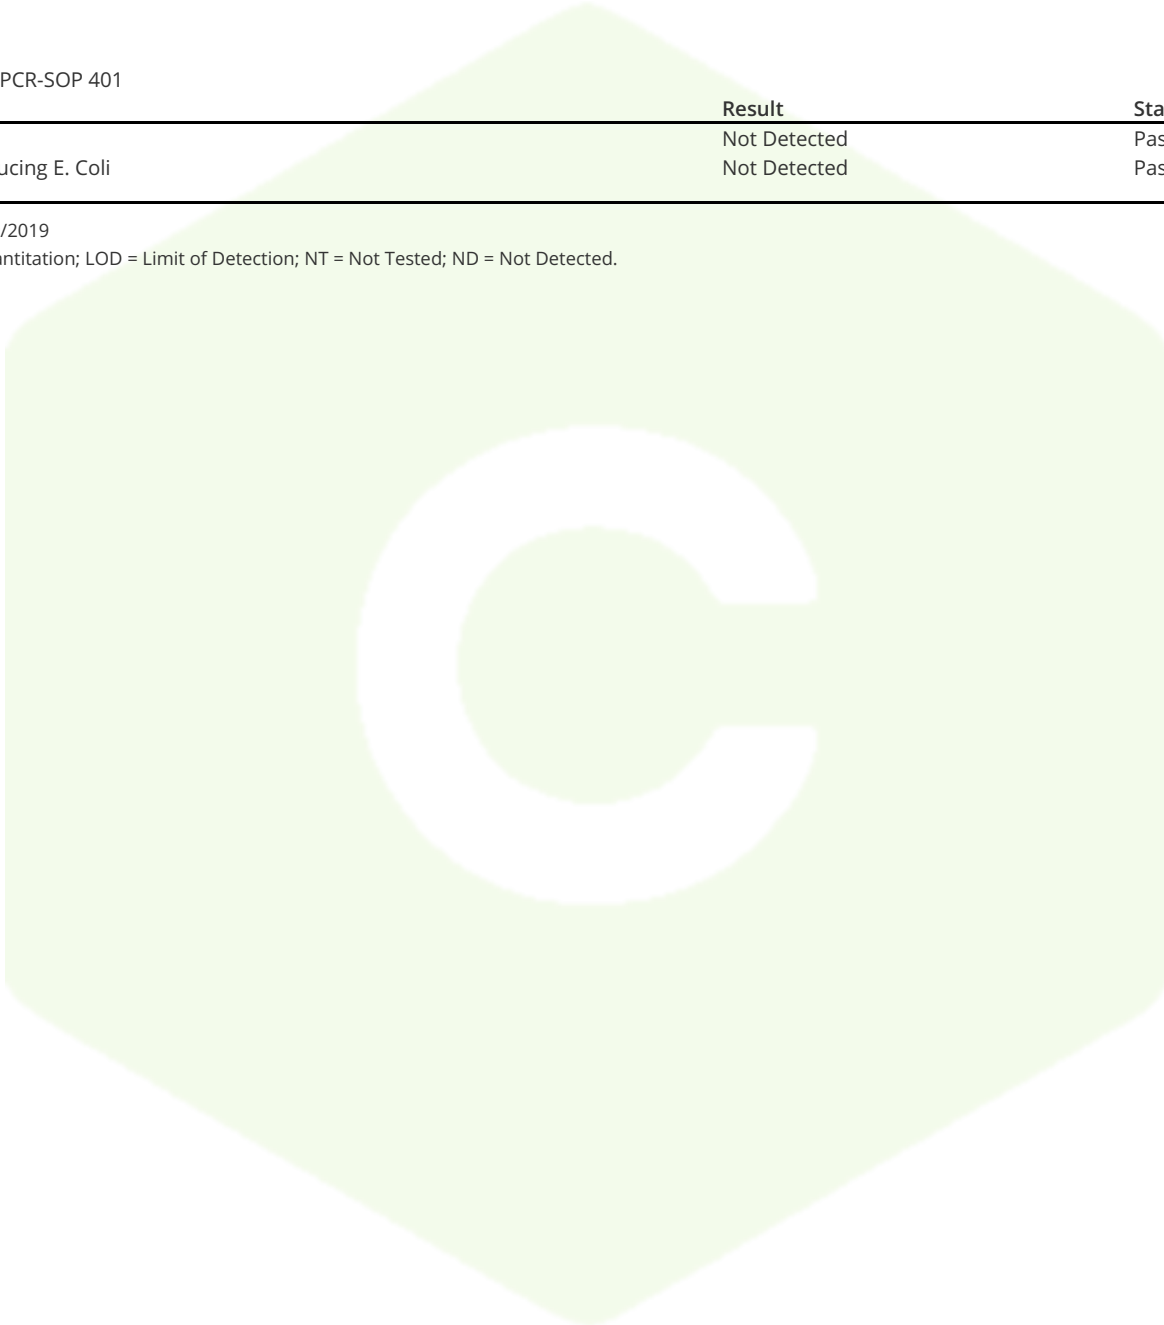 PCR-SOP 401
Result Sta
Not Detected Pas
ucing E. Coli Not Detected Pas
/2019
antitation; LOD = Limit of Detection; NT = Not Tested; ND = Not Detected.